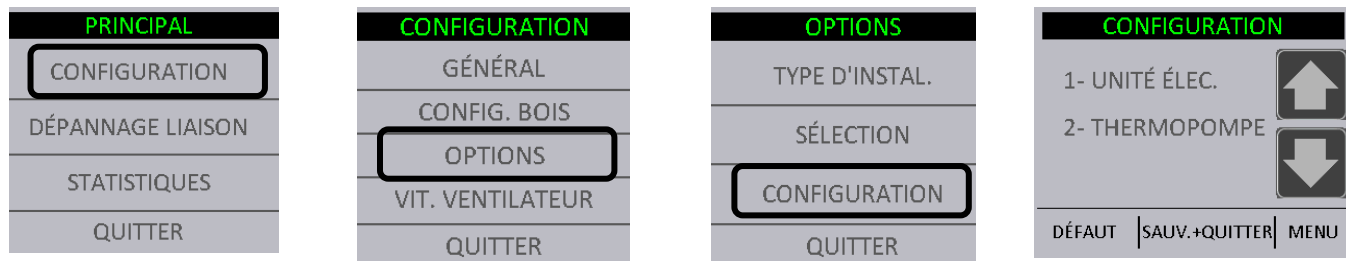 PRINCIPAL
CONFIGURATION
DÉPANNAGE LIAISON
STATISTIQUES
QUITTER
CONFIGURATION
GÉNÉRAL
CONFIG. BOIS
OPTIONS
VIT. VENTILATEUR
QUITTER
OPTIONS
TYPE D'INSTAL.
SÉLECTION
CONFIGURATION
QUITTER
CONFIGURATION
1- UNITÉ ÉLEC.
2- THERMOPOMPE
DÉFAUT SAUV.+QUITTER MENU